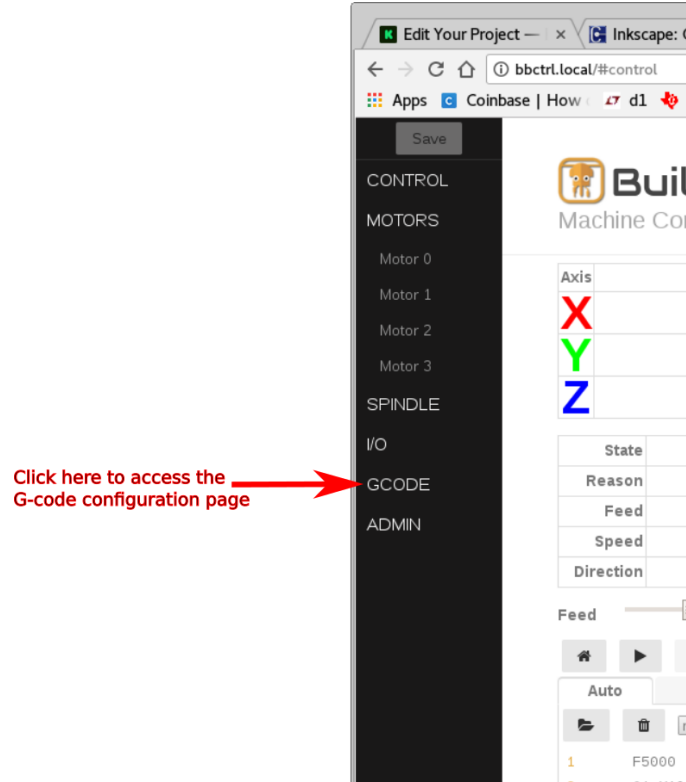 Edit Your Project —
Inkscape:
bbctrl.local/#control
Apps
Coinbase | How
d1
Save
CONTROL
MOTORS
Motor 0
Motor 1
Motor 2
Motor 3
SPINDLE
I/O
GCODE
ADMIN
Click here to access the
G-code configuration page
Buil
Machine Co
Axis
X
Y
Z
State
Reason
Feed
Speed
Direction
Feed
Auto
1 F5000